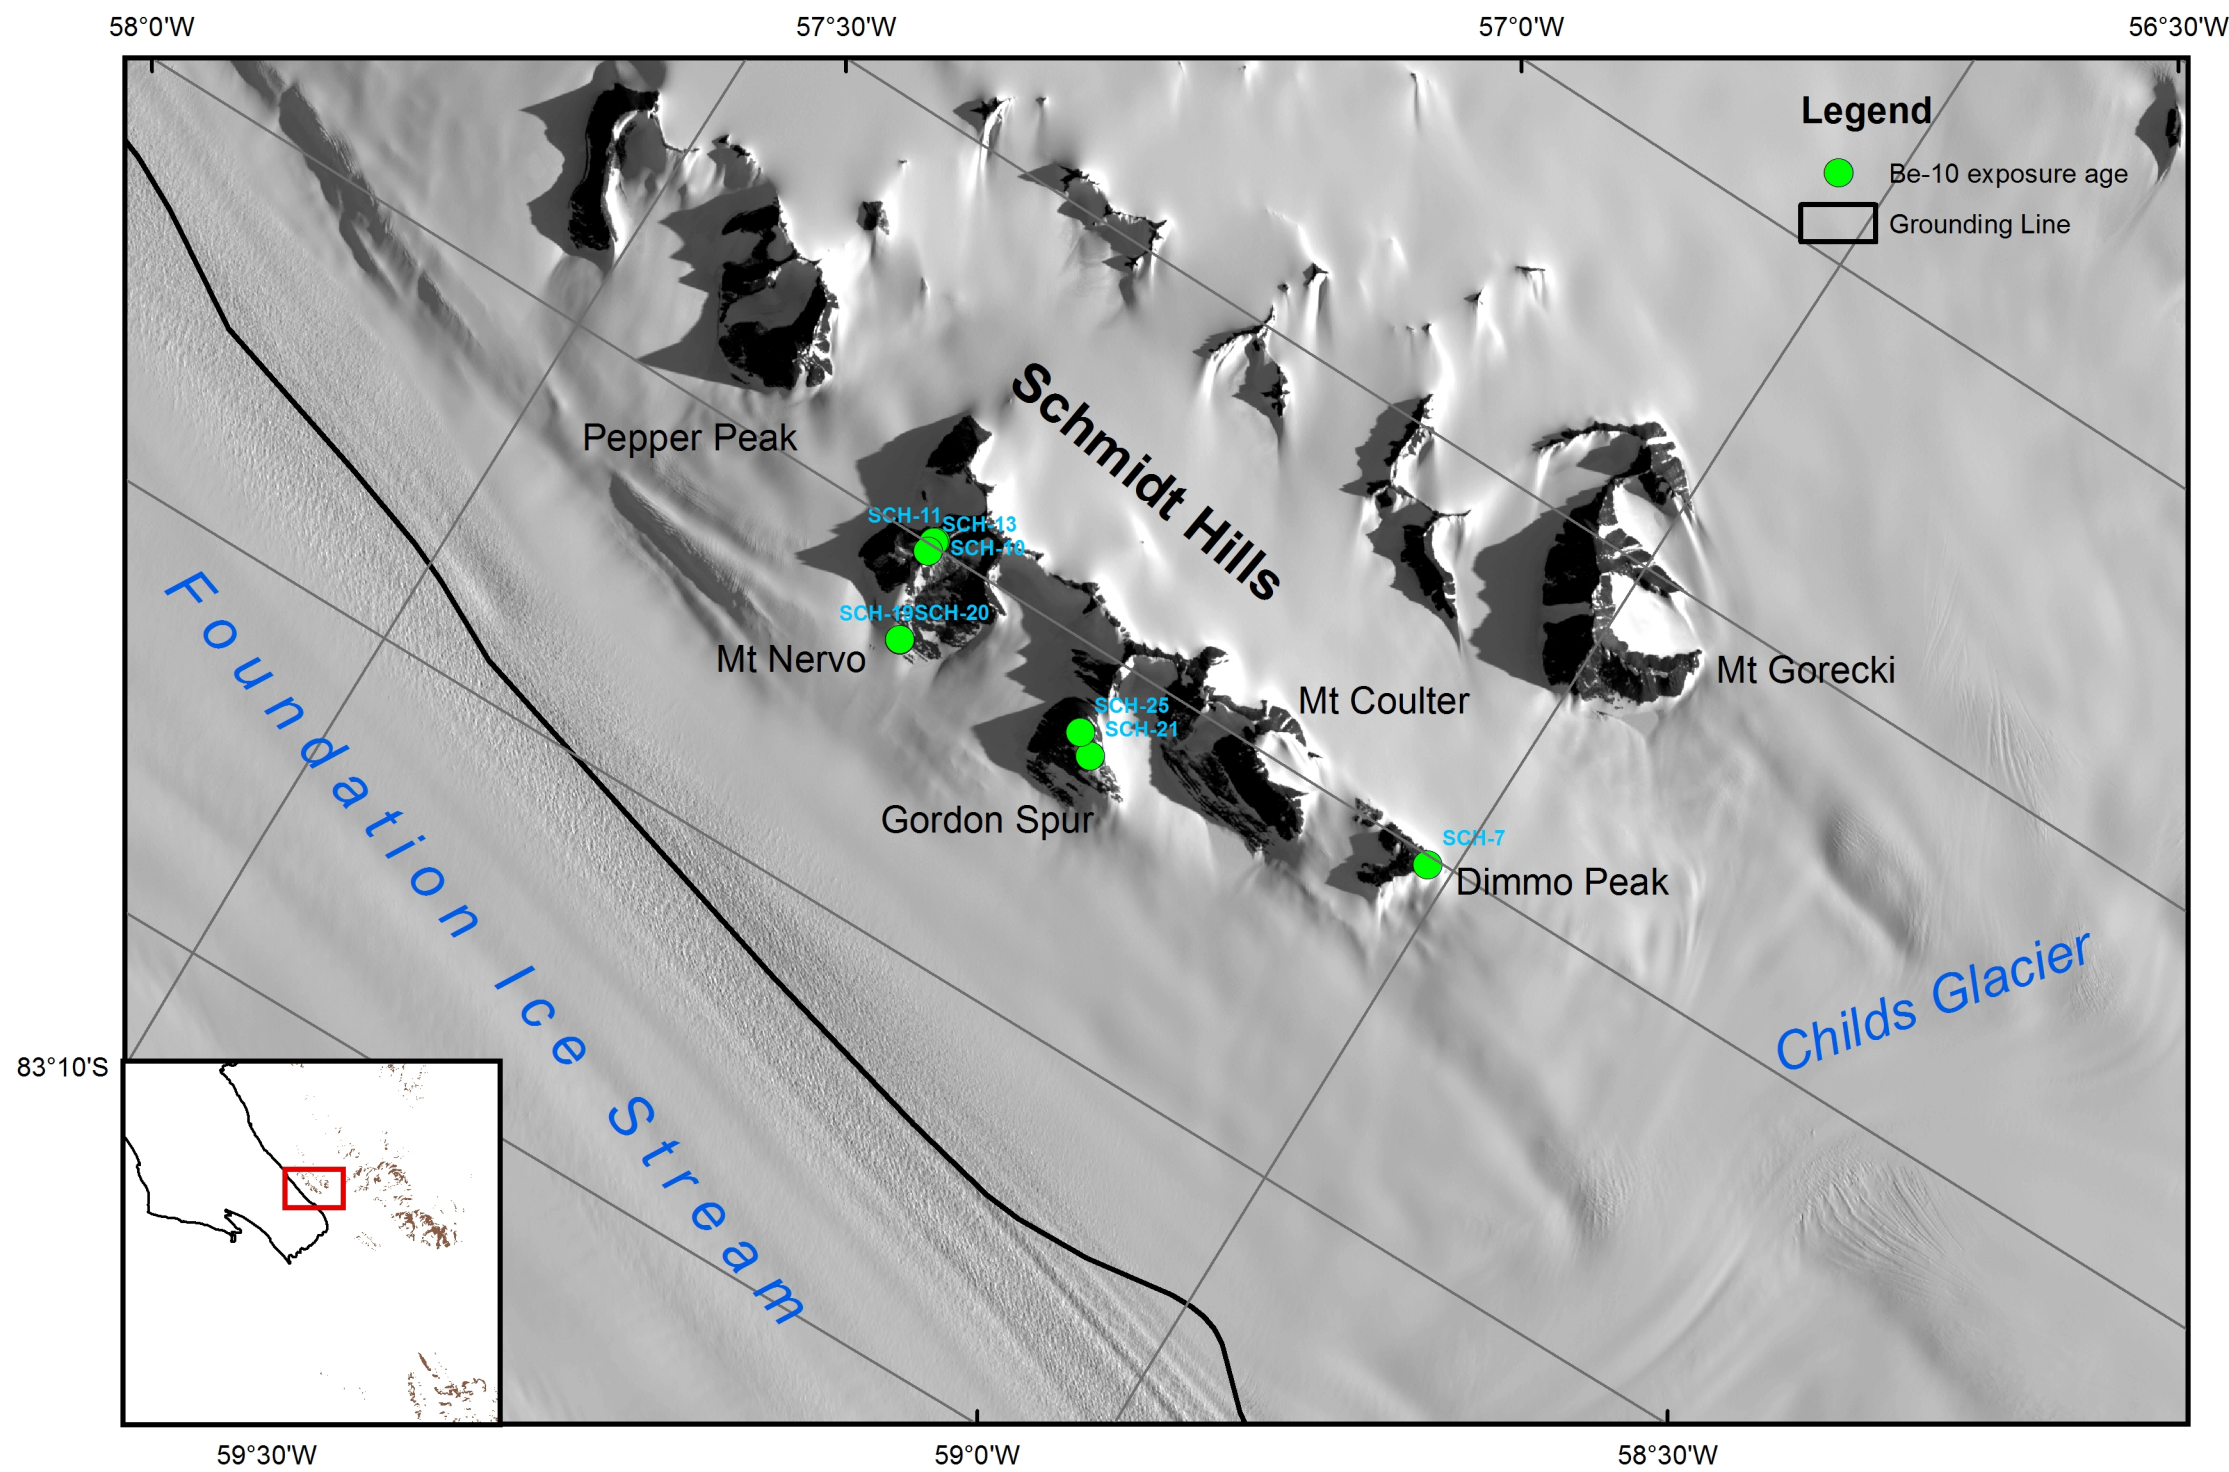 58°0'W
57°30'W
57°0'W
56°30'W
Legend
Be-10 exposure age
Grounding Line
Schmidt Hills
Pepper Peak
SCH-11
SCH-13
SCH-10
SCH-19
SCH-20
Mt Nervo
Mt Gorecki
Mt Coulter
SCH-25
SCH-21
Gordon Spur
SCH-7
Dimmo Peak
Foundation Ice Stream
Childs Glacier
83°10'S
59°30'W
59°0'W
58°30'W